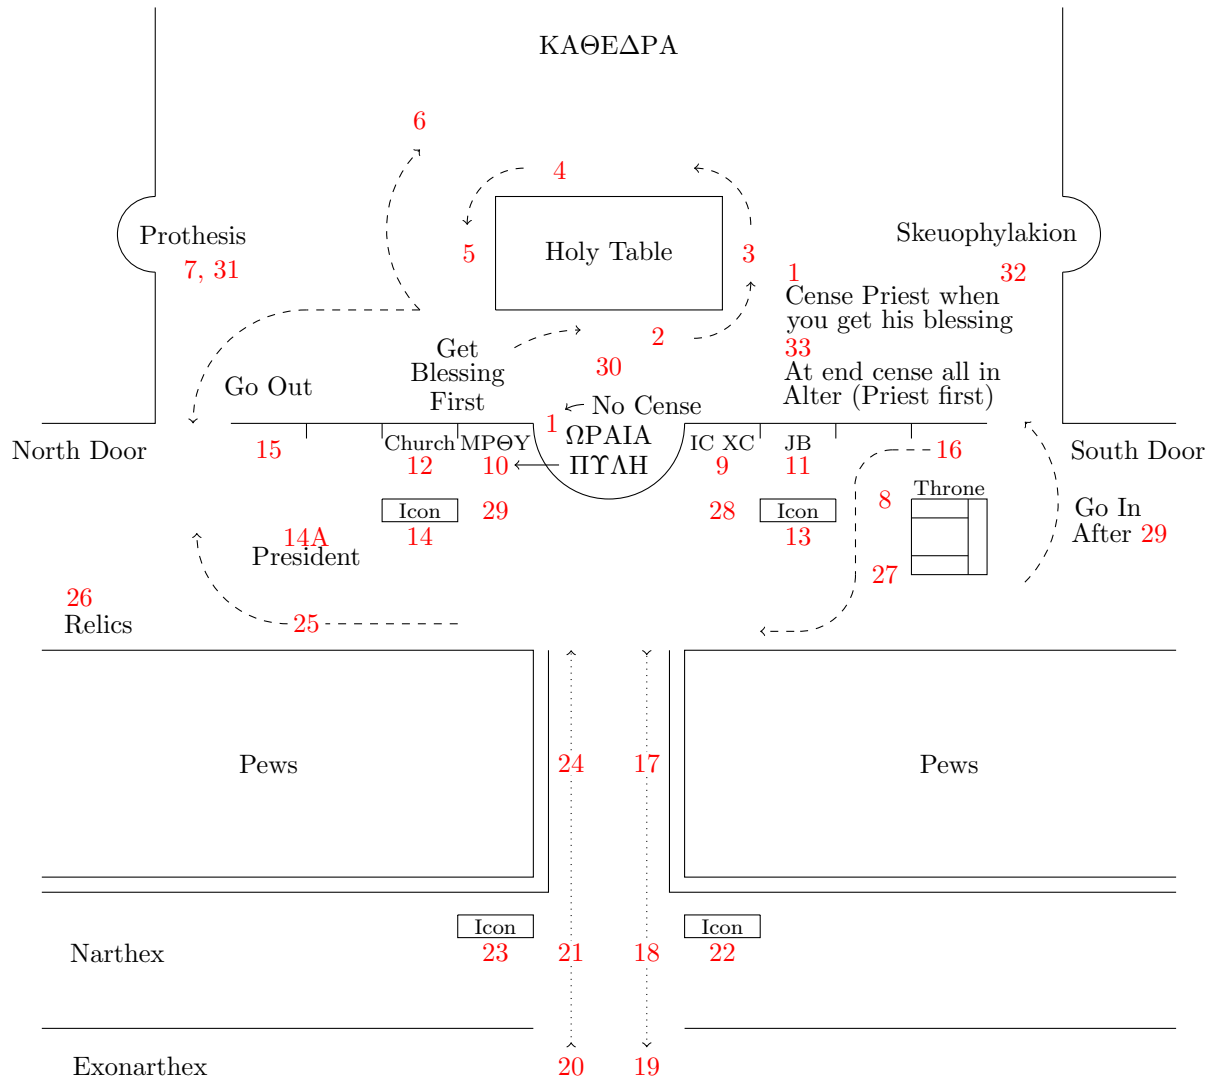 ΚΑΘΕΔΡΑ
6
4
Prothesis
7, 31
5
Holy Table
3
Skeuophylakion
32
1
Cense Priest when
you get his blessing
33
At end cense all in
Alter (Priest first)
2
30
Get
Blessing
First
Go Out
No Cense
1
ΩΡΑΙΑ
ΠΥΛΗ
North Door
15
Church
12
ΜΡΘΥ
10
IC XC
9
JB
11
16
South Door
Icon
14
29
28
Icon
13
8
Throne
27
Go In
After 29
14A
President
26
Relics
25
Pews
24
17
Pews
Narthex
Icon
23
21
18
Icon
22
Exonarthex
20
19